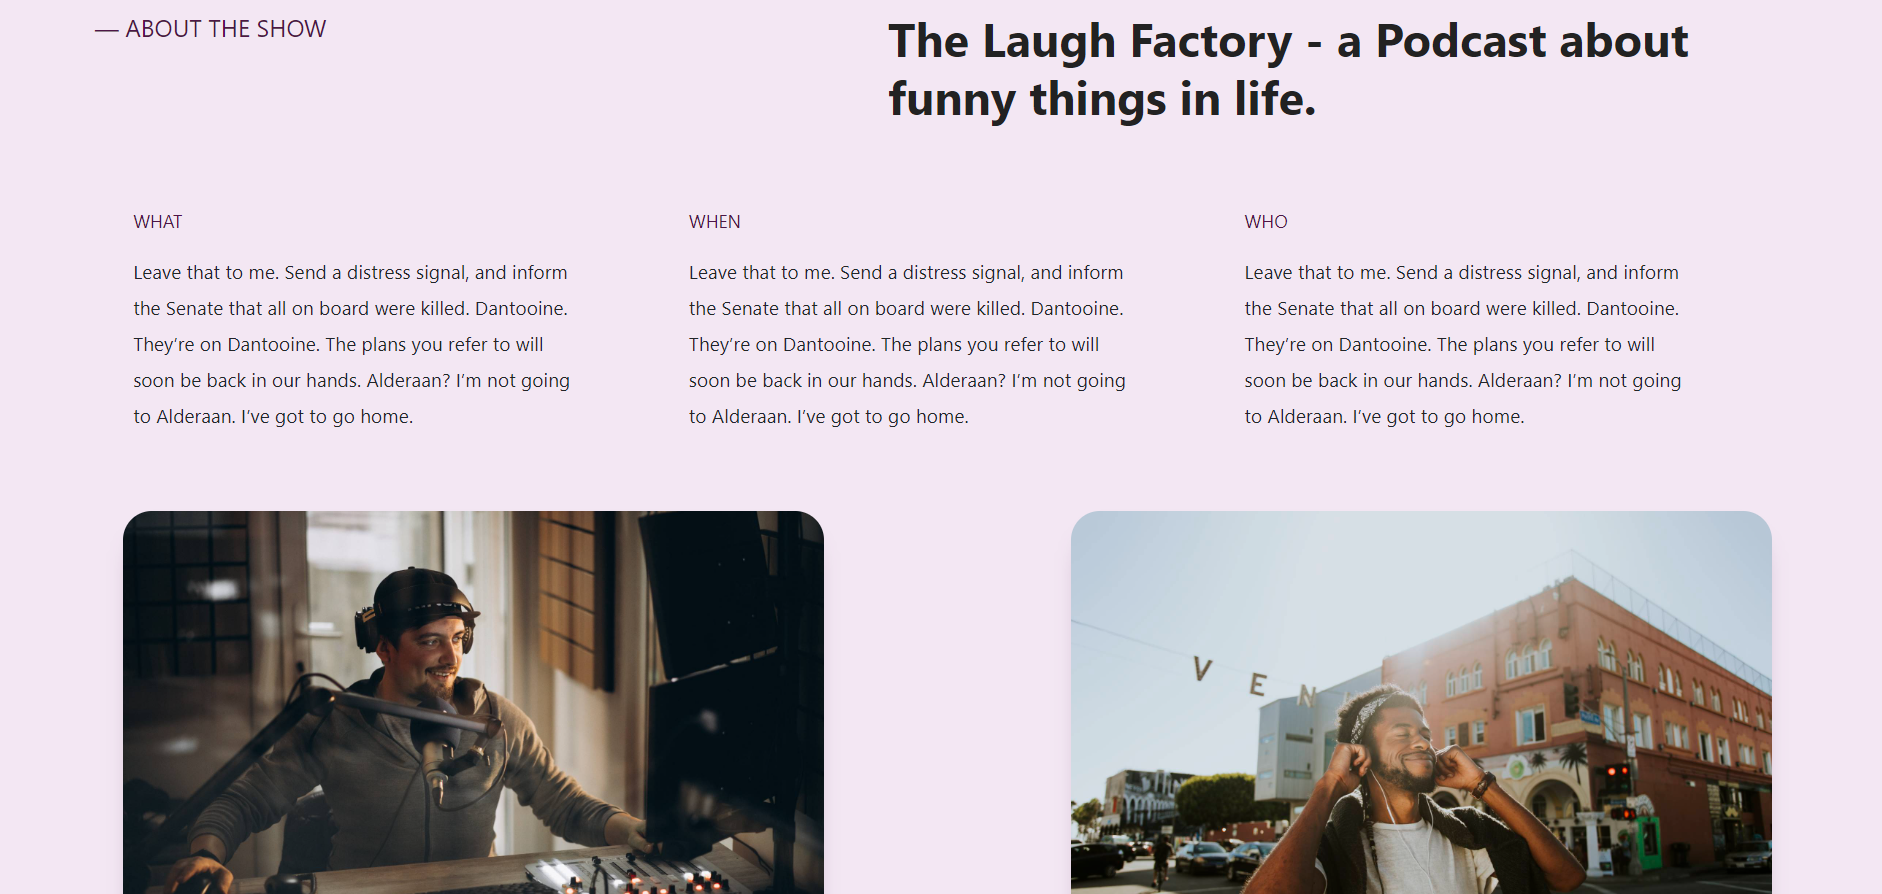 — ABOUT THE SHOW
The Laugh Factory - a Podcast about
funny things in life.
WHAT
Leave that to me. Send a distress signal, and inform
the Senate that all on board were killed. Dantooine.
They’re on Dantooine. The plans you refer to will
soon be back in our hands. Alderaan? I’m not going
to Alderaan. I’ve got to go home.
WHEN
Leave that to me. Send a distress signal, and inform
the Senate that all on board were killed. Dantooine.
They’re on Dantooine. The plans you refer to will
soon be back in our hands. Alderaan? I’m not going
to Alderaan. I’ve got to go home.
WHO
Leave that to me. Send a distress signal, and inform
the Senate that all on board were killed. Dantooine.
They’re on Dantooine. The plans you refer to will
soon be back in our hands. Alderaan? I’m not going
to Alderaan. I’ve got to go home.
VEN